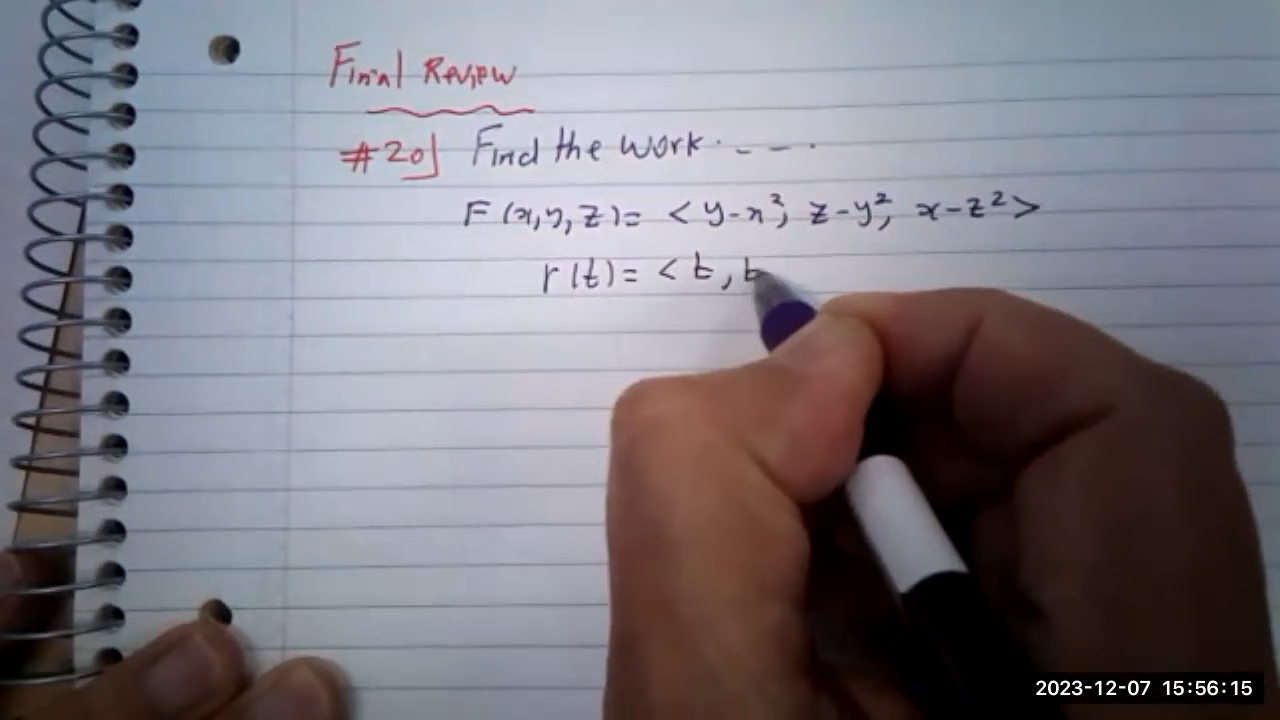 Final Review
#20] Find the work . - - .
F(x,y,z) = <y-x², z-y², x-z²>
r(t) = <t, t
2023-12-07 15:56:15